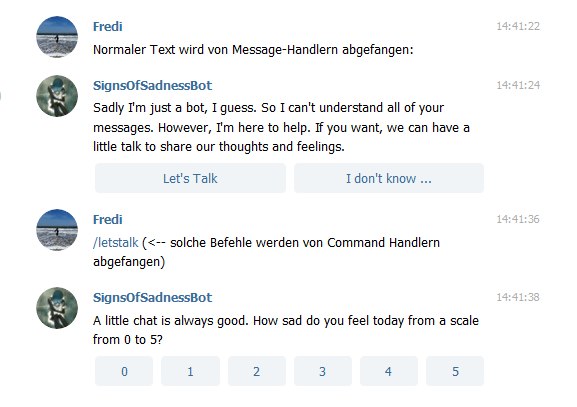 Fredi 14:41:22
Normaler Text wird von Message-Handlern abgefangen:
SignsOfSadnessBot 14:41:24
Sadly I'm just a bot, I guess. So I can't understand all of your
messages. However, I'm here to help. If you want, we can have a
little talk to share our thoughts and feelings.
Let's Talk I don't know ...
Fredi 14:41:36
/letstalk (<-- solche Befehle werden von Command Handlern
abgefangen)
SignsOfSadnessBot 14:41:38
A little chat is always good. How sad do you feel today from a scale
from 0 to 5?
0 1 2 3 4 5